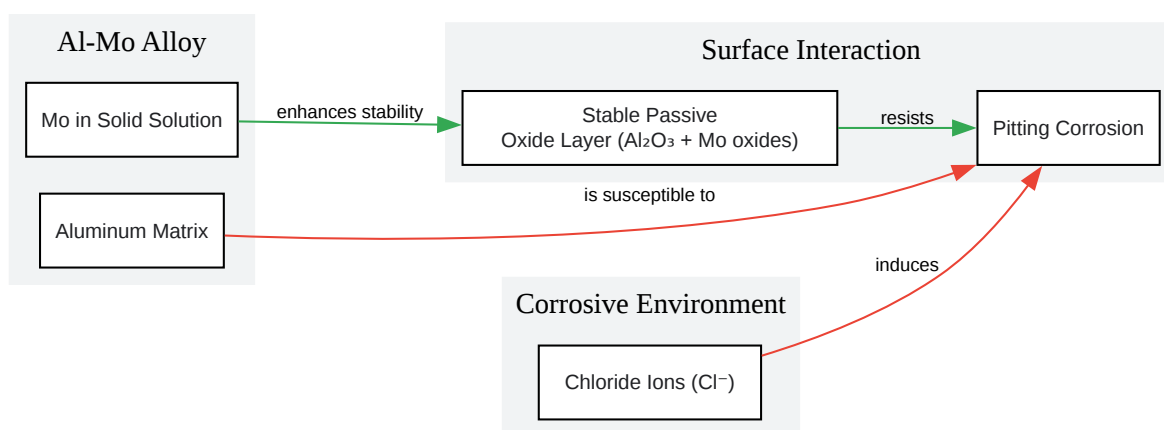 Al-Mo Alloy
Mo in Solid Solution
Aluminum Matrix
enhances stability
Surface Interaction
Stable Passive
Oxide Layer (Al₂O₃ + Mo oxides)
resists
Pitting Corrosion
is susceptible to
induces
Corrosive Environment
Chloride Ions (Cl⁻)